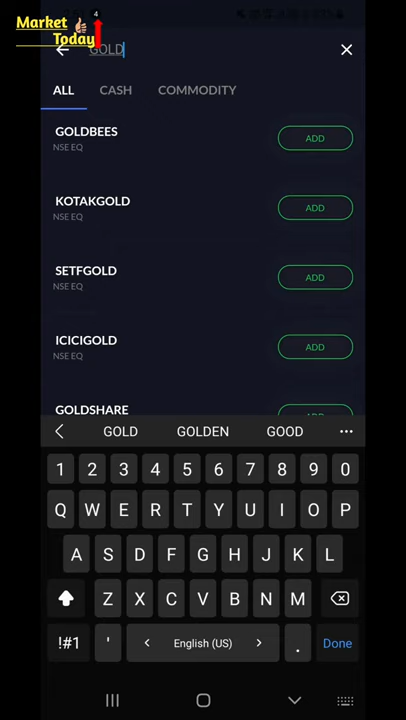 Market
Today
4
GOLD
ALL CASH COMMODITY
GOLDBEES
NSE EQ
ADD
KOTAKGOLD
NSE EQ
ADD
SETFGOLD
NSE EQ
ADD
ICICIGOLD
NSE EQ
ADD
GOLDSHARE
GOLD GOLDEN GOOD
1 2 3 4 5 6 7 8 9 0
Q W E R T Y U I O P
A S D F G H J K L
Z X C V B N M
!#1 ' English (US) . Done